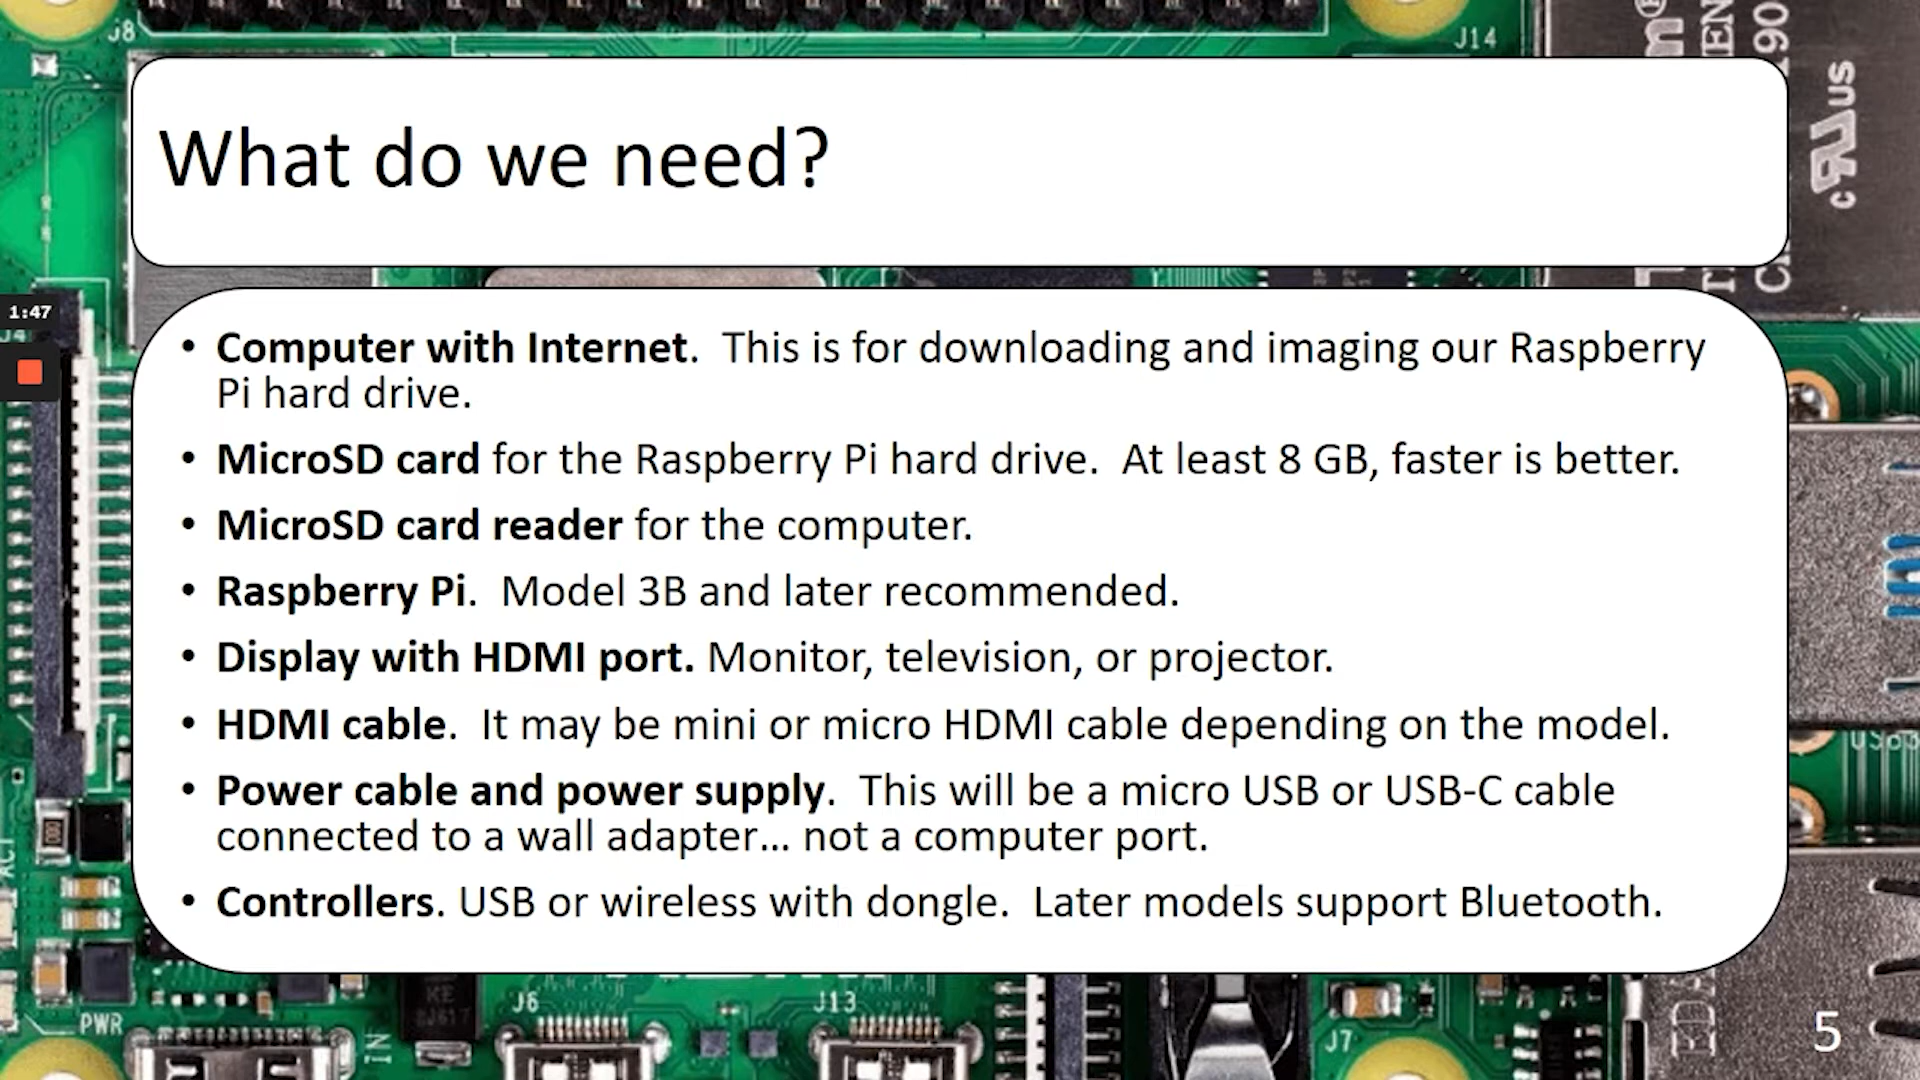 J8
J14
What do we need?
cURus
1:47
J4
• Computer with Internet.  This is for downloading and imaging our Raspberry
Pi hard drive.
• MicroSD card for the Raspberry Pi hard drive.  At least 8 GB, faster is better.
• MicroSD card reader for the computer.
• Raspberry Pi.  Model 3B and later recommended.
• Display with HDMI port. Monitor, television, or projector.
• HDMI cable.  It may be mini or micro HDMI cable depending on the model.
• Power cable and power supply.  This will be a micro USB or USB-C cable
connected to a wall adapter... not a computer port.
• Controllers. USB or wireless with dongle.  Later models support Bluetooth.
ACT
PWR
IN
J6
J13
J7
5